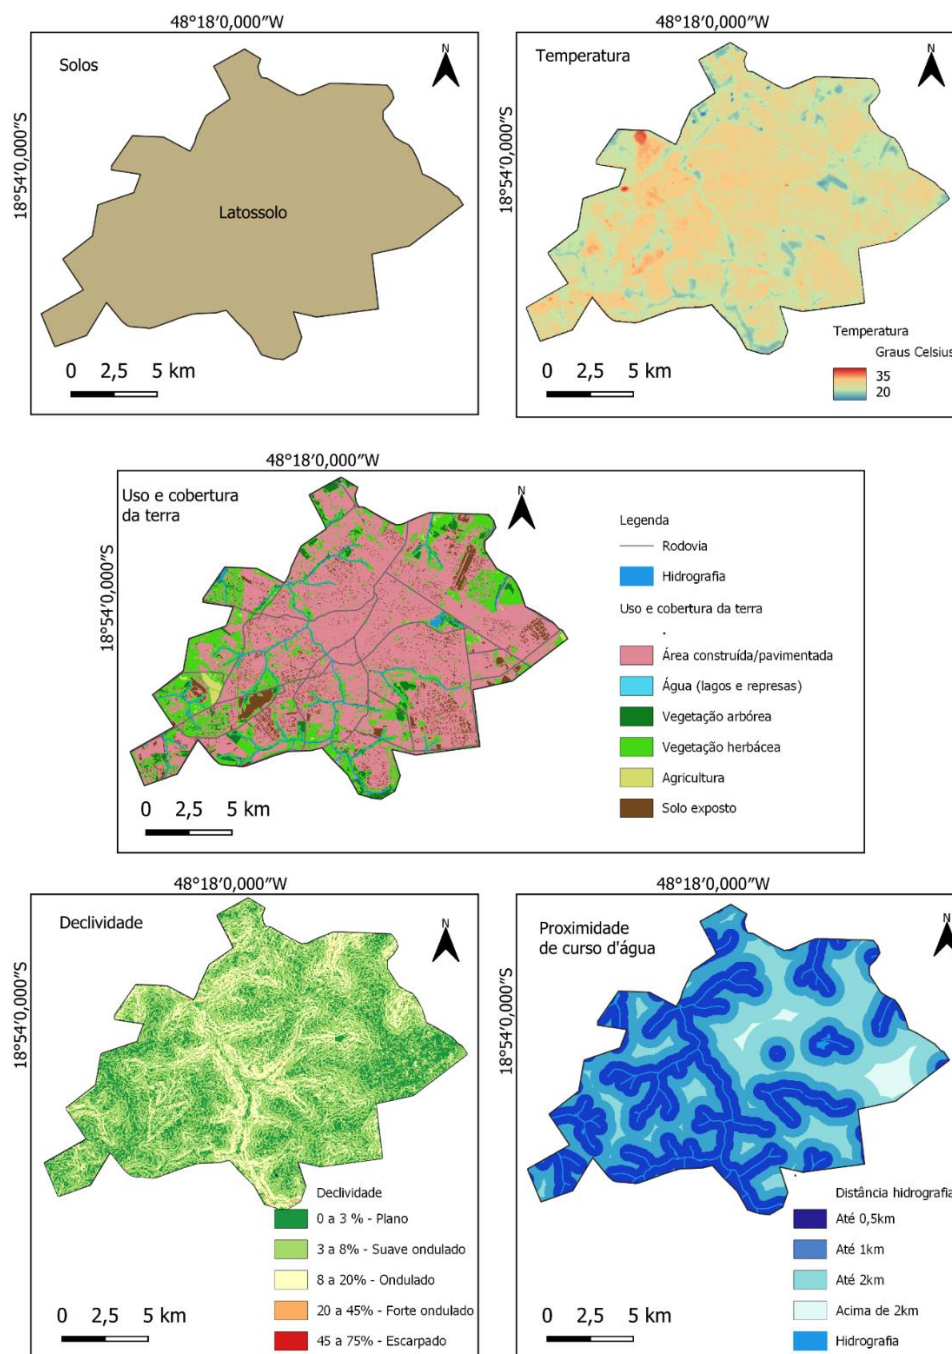 48°18'0,000"W
18°54'0,000"S
Solos
N
Latossolo
0 2,5 5 km
18°54'0,000"S
48°18'0,000"W
Temperatura
N
Temperatura
Graus Celsius
35
20
0 2,5 5 km
48°18'0,000"W
18°54'0,000"S
Uso e cobertura
da terra
N
0 2,5 5 km
Legenda
Rodovia
Hidrografia
Uso e cobertura da terra
Área construída/pavimentada
Água (lagos e represas)
Vegetação arbórea
Vegetação herbácea
Agricultura
Solo exposto
48°18'0,000"W
18°54'0,000"S
Declividade
N
Declividade
0 a 3 % - Plano
3 a 8% - Suave ondulado
8 a 20% - Ondulado
20 a 45% - Forte ondulado
45 a 75% - Escarpado
0 2,5 5 km
48°18'0,000"W
18°54'0,000"S
Proximidade
de curso d'água
N
Distância hidrografia
Até 0,5km
Até 1km
Até 2km
Acima de 2km
Hidrografia
0 2,5 5 km